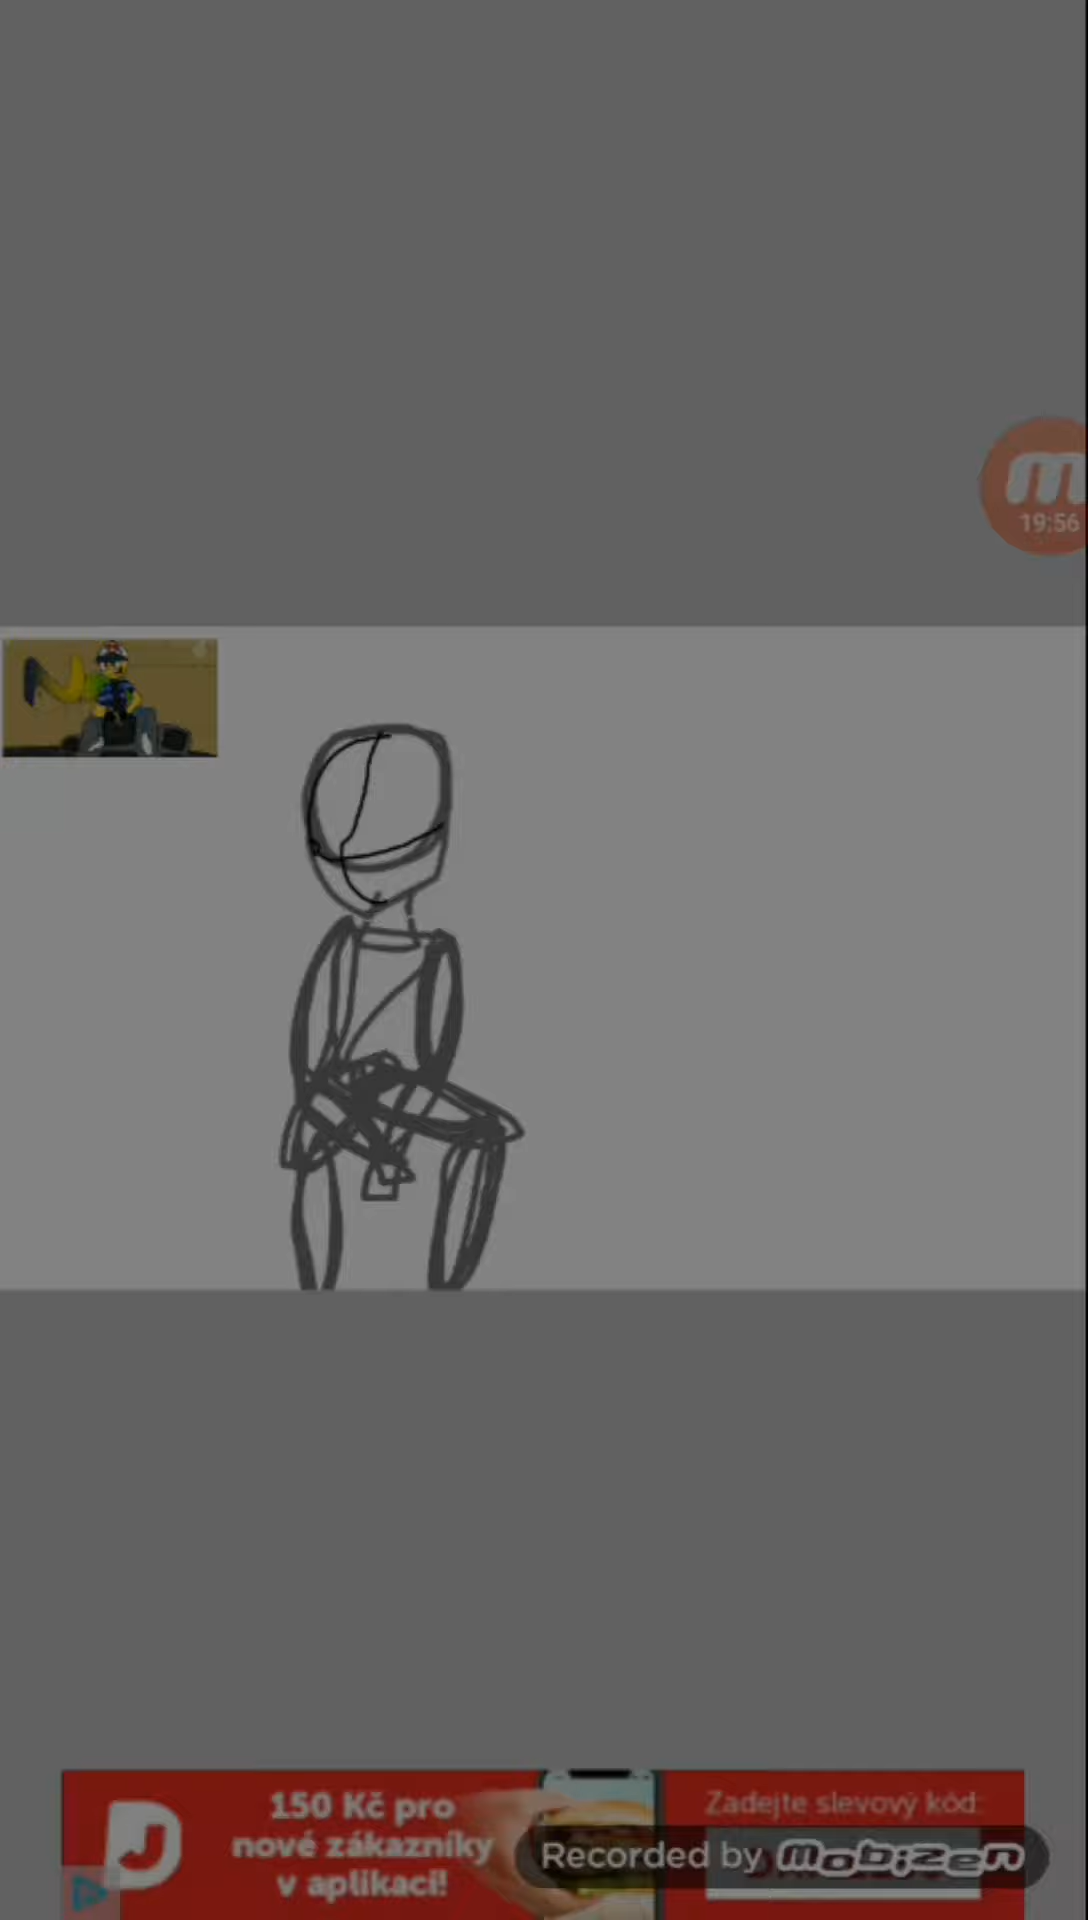 m
19:56
150 Kč pro
nové zákazníky
v aplikaci!
Zadejte slevový kód:
Recorded by mobizen